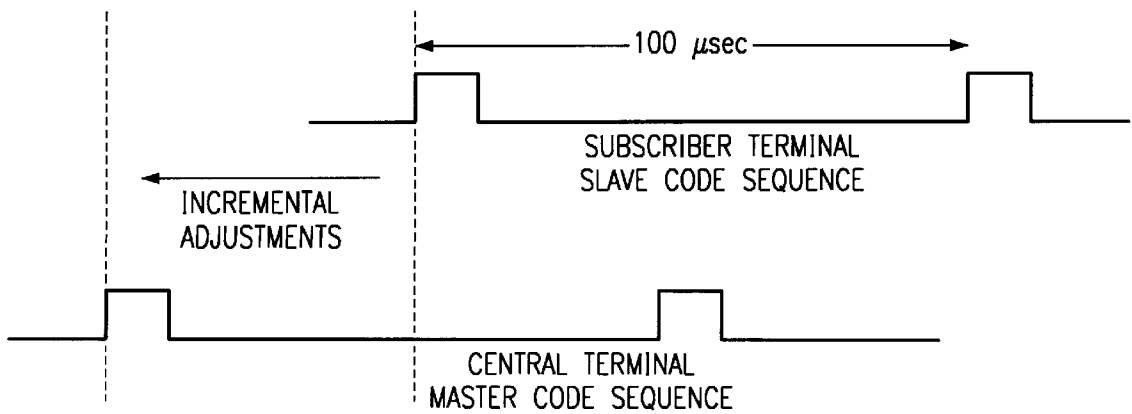 100 μsec
SUBSCRIBER TERMINAL
SLAVE CODE SEQUENCE
INCREMENTAL
ADJUSTMENTS
CENTRAL TERMINAL
MASTER CODE SEQUENCE